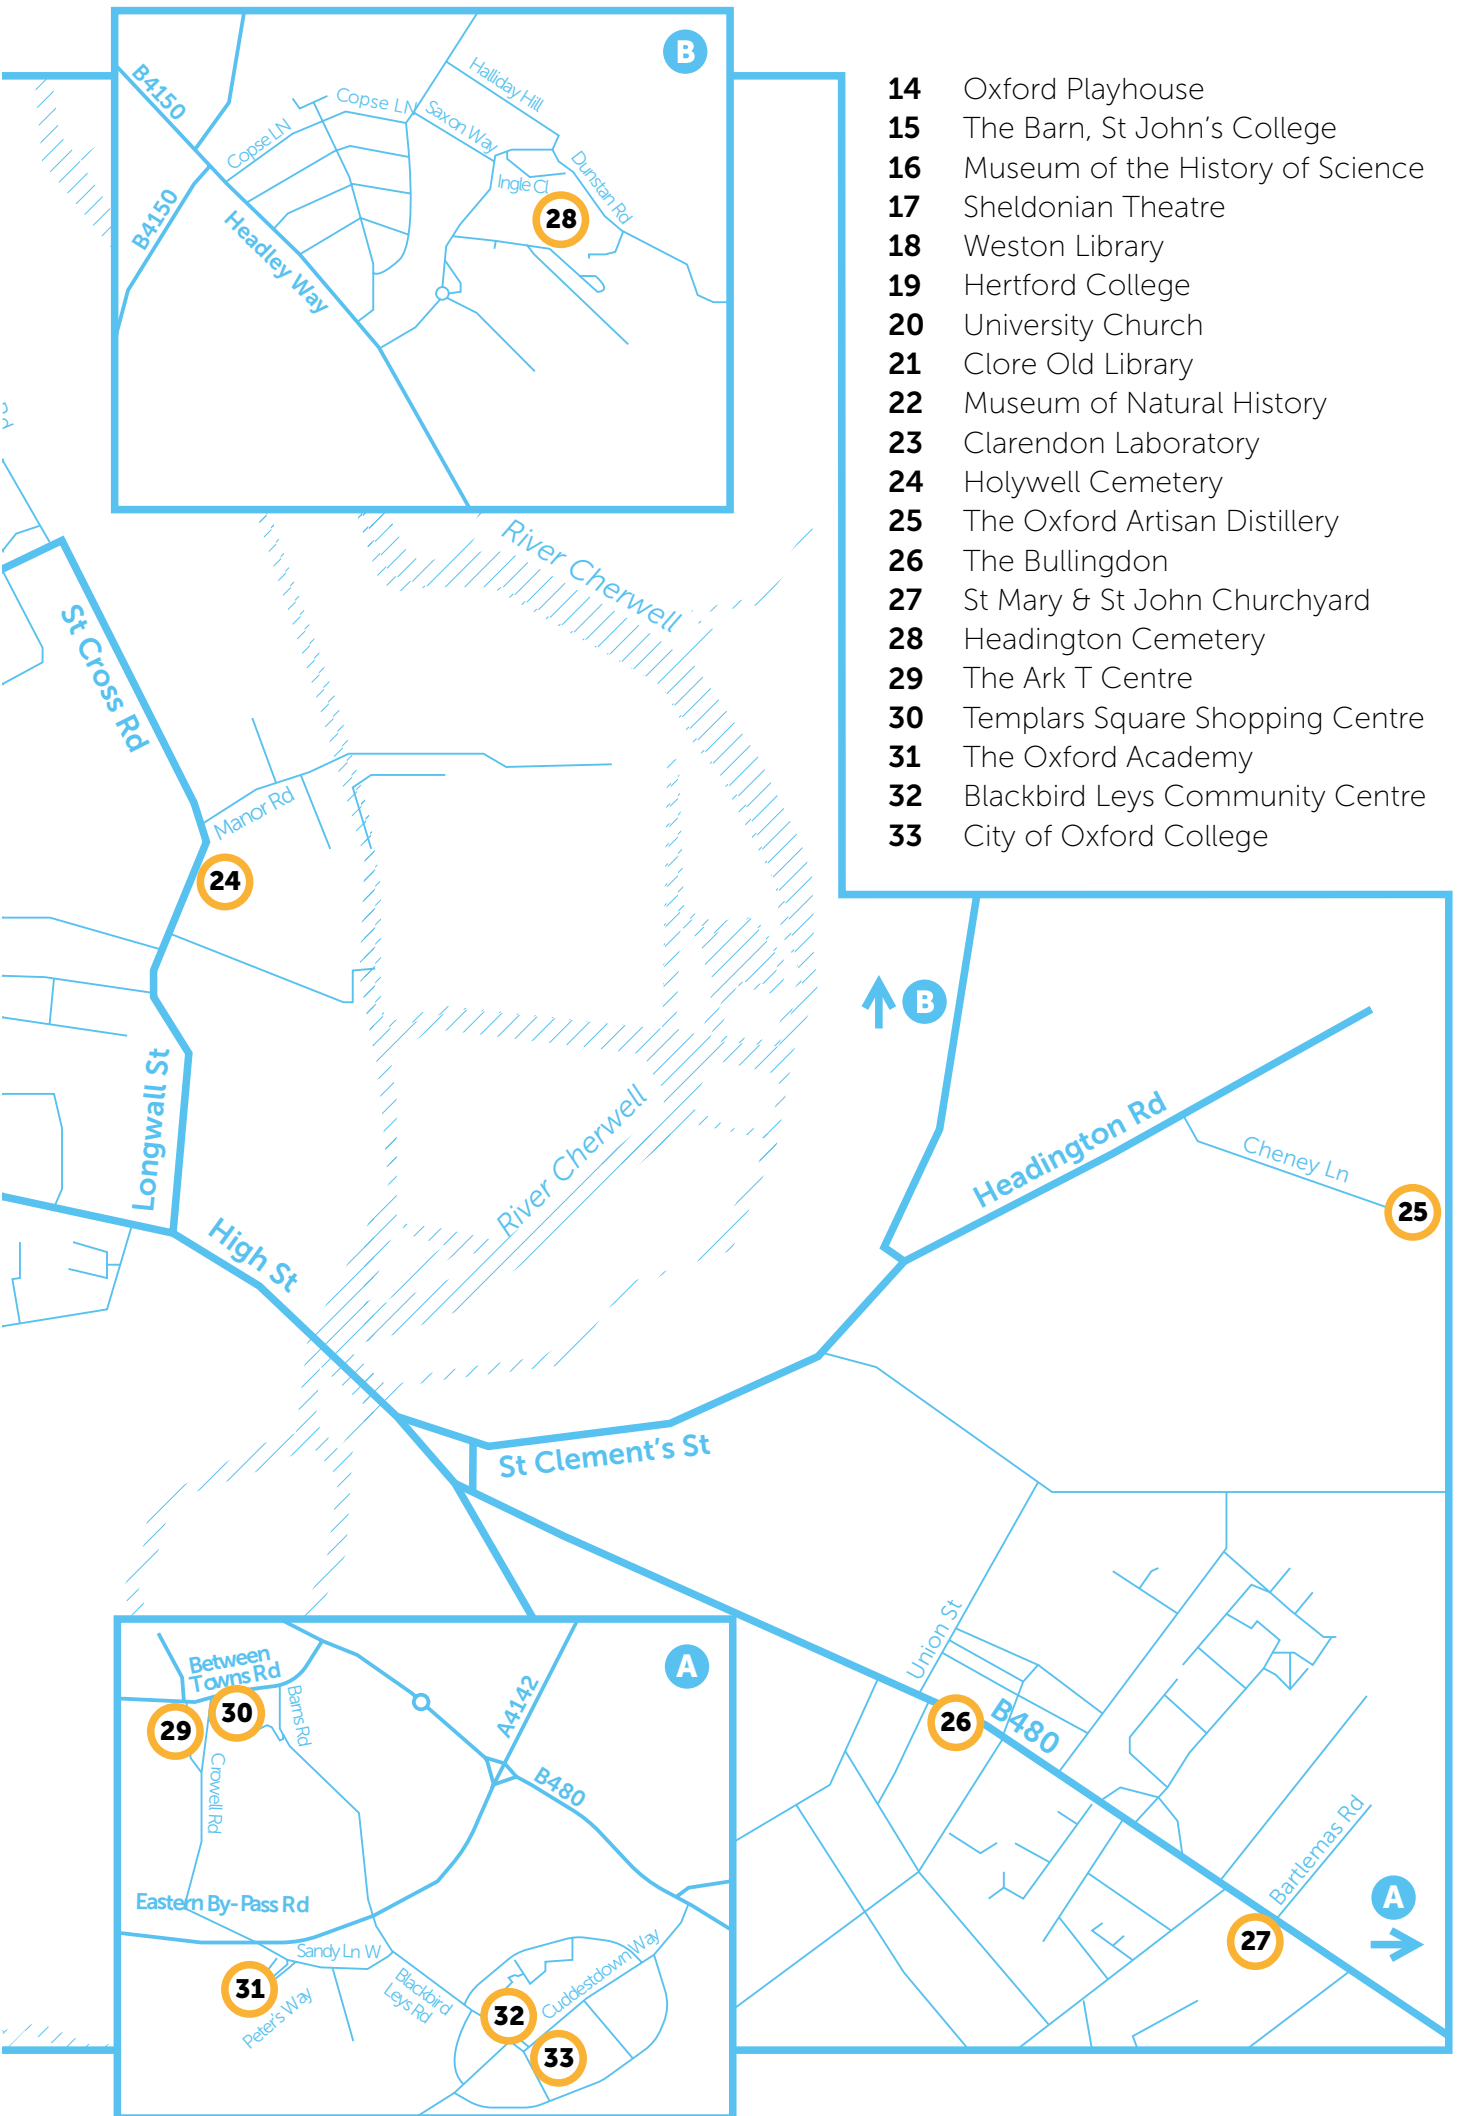 B
B4150
Copse LN
Copse LN
Saxon Way
Halliday Hill
Dunstan Rd
Ingle Cl
28
B4150
Headley Way
14 Oxford Playhouse
15 The Barn, St John's College
16 Museum of the History of Science
17 Sheldonian Theatre
18 Weston Library
19 Hertford College
20 University Church
21 Clore Old Library
22 Museum of Natural History
23 Clarendon Laboratory
24 Holywell Cemetery
25 The Oxford Artisan Distillery
26 The Bullingdon
27 St Mary & St John Churchyard
28 Headington Cemetery
29 The Ark T Centre
30 Templars Square Shopping Centre
31 The Oxford Academy
32 Blackbird Leys Community Centre
33 City of Oxford College
River Cherwell
St Cross Rd
Manor Rd
24
B
Longwall St
River Cherwell
Headington Rd
Cheney Ln
25
High St
St Clement's St
Union St
26
B480
Bartlemas Rd
27
A
A
Between
Towns Rd
29
30
Barns Rd
A4142
B480
Crowell Rd
Eastern By-Pass Rd
Sandy Ln W
31
Peter's Way
Blackbird
Leys Rd
Cuddestdown Way
32
33